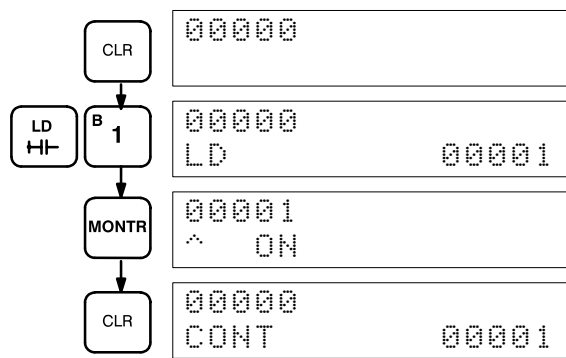 CLR
00000
LD
B
1
00000
LD 00001
MONTR
00001
^ ON
CLR
00000
CONT 00001